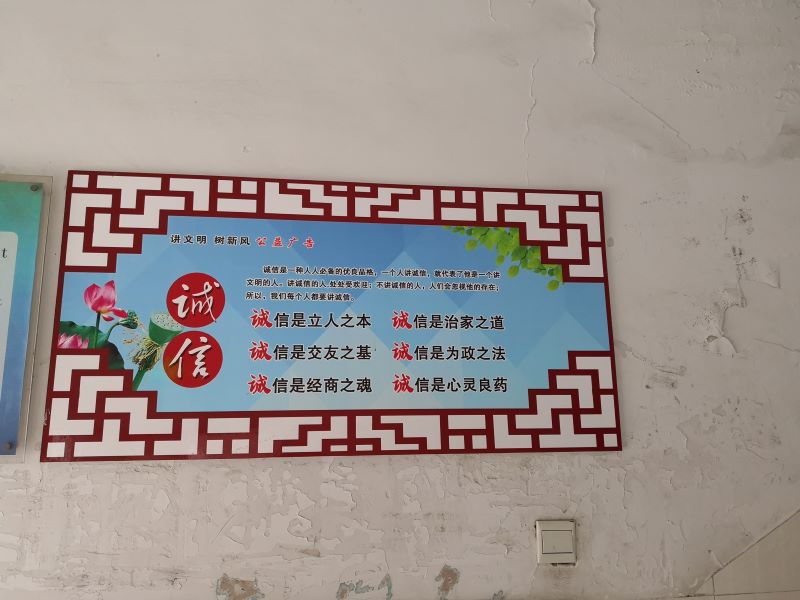 讲文明 树新风 公益广告
诚信是一种人人必备的优良品格，一个人讲诚信，就代表了他是一个讲
文明的人。讲诚信的人,处处受欢迎；不讲诚信的人，人们会忽视他的存在；
所以，我们每个人都要讲诚信。
诚信
诚信是立人之本 诚信是治家之道
诚信是交友之基 诚信是为政之法
诚信是经商之魂 诚信是心灵良药
t